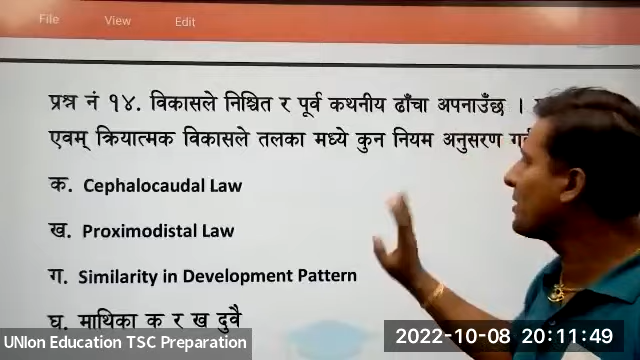 File View Edit
प्रश्न नं १४. विकासले निश्चित र पूर्व कथनीय ढाँचा अपनाउँछ ।
एवम् क्रियात्मक विकासले तलका मध्ये कुन नियम अनुसरण
क. Cephalocaudal Law
ख. Proximodistal Law
ग. Similarity in Development Pattern
घ. माथिका क र ख दुवै
UNIon Education TSC Preparation
2022-10-08 20:11:49